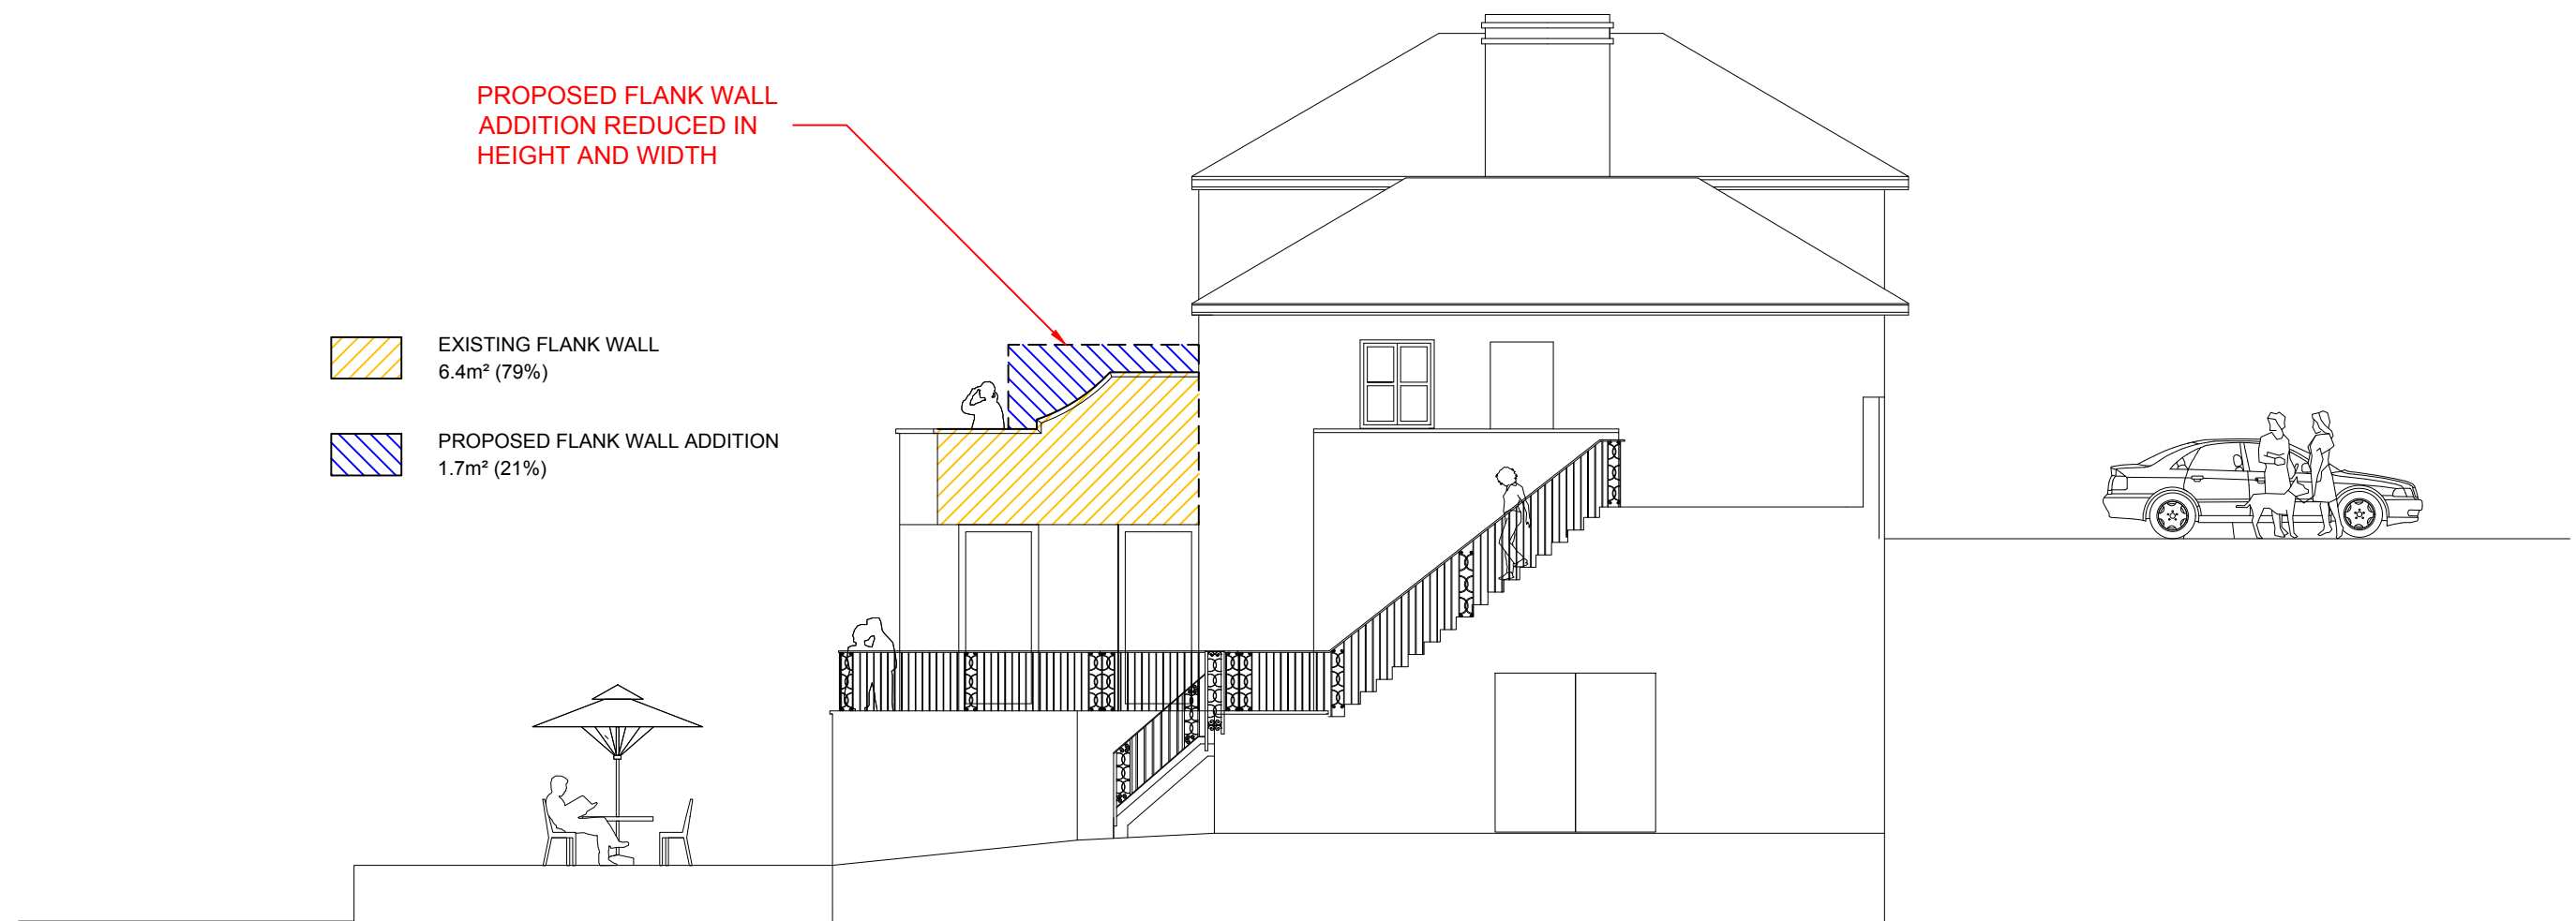 PROPOSED FLANK WALL
ADDITION REDUCED IN
HEIGHT AND WIDTH
EXISTING FLANK WALL
6.4m² (79%)
PROPOSED FLANK WALL ADDITION
1.7m² (21%)